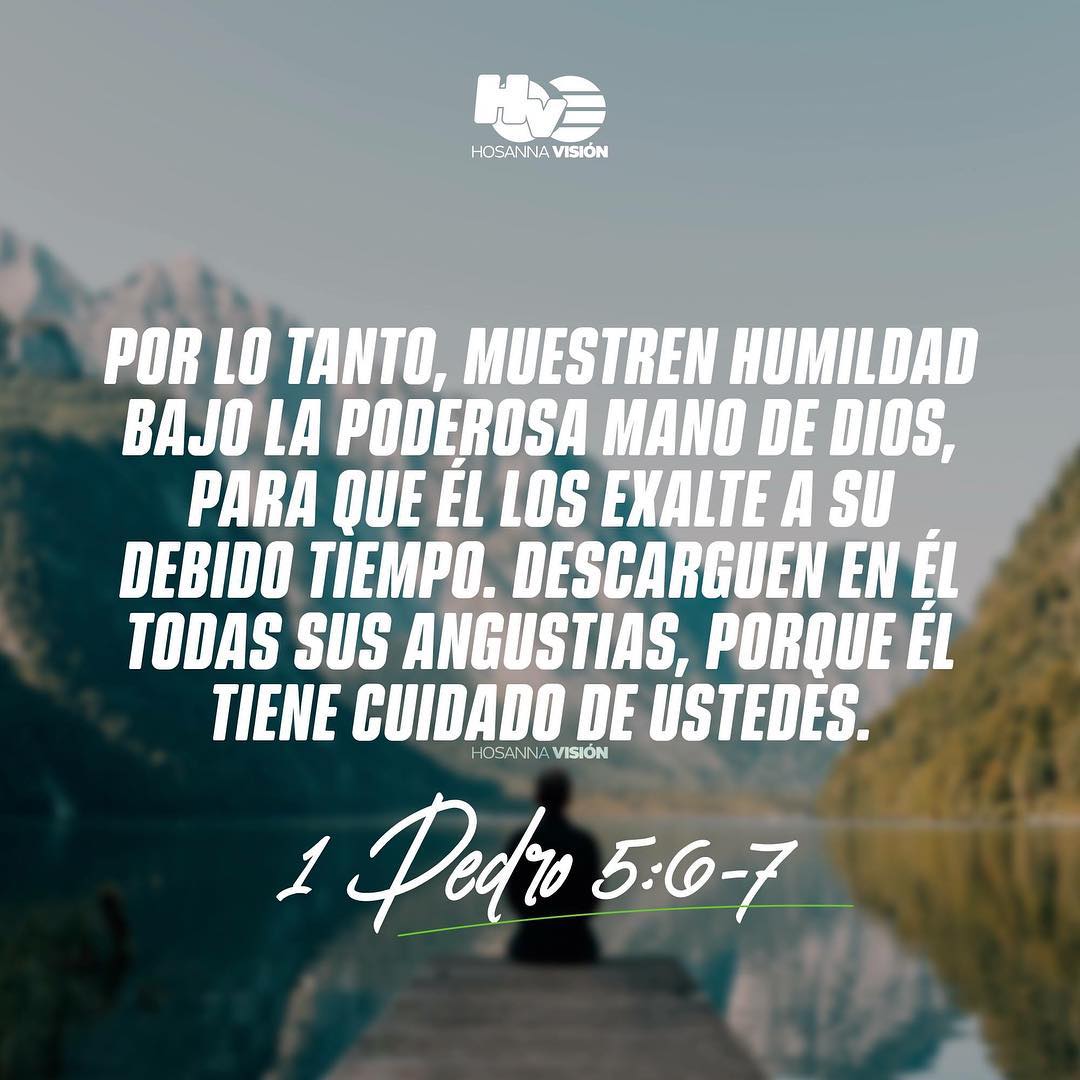 HV
HOSANNA VISIÓN
POR LO TANTO, MUESTREN HUMILDAD
BAJO LA PODEROSA MANO DE DIOS,
PARA QUE ÉL LOS EXALTE A SU
DEBIDO TIEMPO. DESCARGUEN EN ÉL
TODAS SUS ANGUSTIAS, PORQUE ÉL
TIENE CUIDADO DE USTEDES.
HOSANNA VISIÓN
1 Pedro 5:6-7